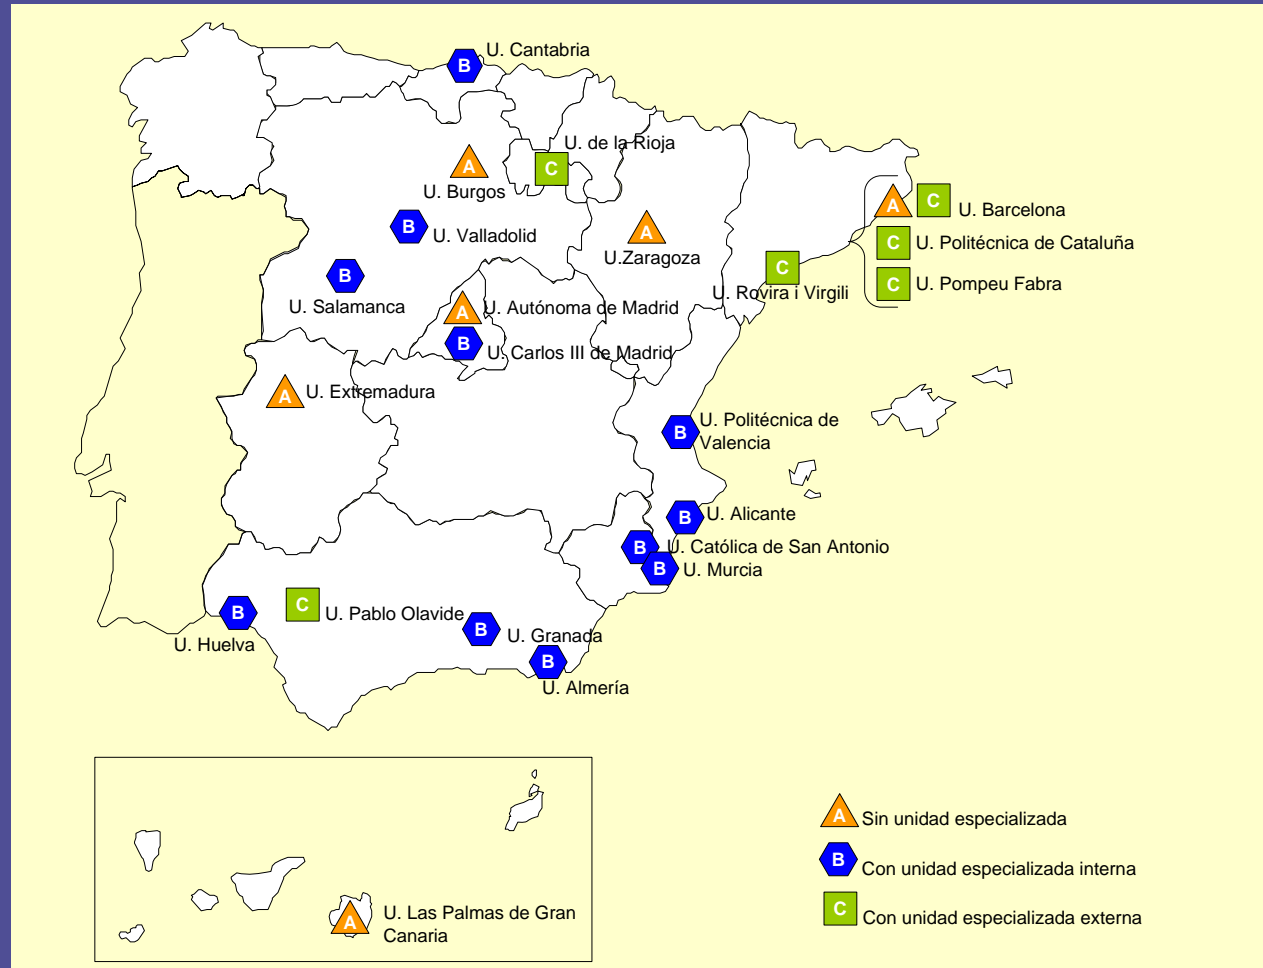 B U. Cantabria
U. de la Rioja
A C
U. Burgos
A C U. Barcelona
B U. Valladolid
A
U.Zaragoza
C U. Politécnica de Cataluña
B
U. Salamanca
C
U. Rovira i Virgili
C U. Pompeu Fabra
A U. Autónoma de Madrid
B U. Carlos III de Madrid
A U. Extremadura
B U. Politécnica de
Valencia
B U. Alicante
B U. Católica de San Antonio
B U. Murcia
C U. Pablo Olavide
B
U. Huelva
B U. Granada
B
U. Almería
A Sin unidad especializada
B Con unidad especializada interna
C Con unidad especializada externa
A U. Las Palmas de Gran
Canaria